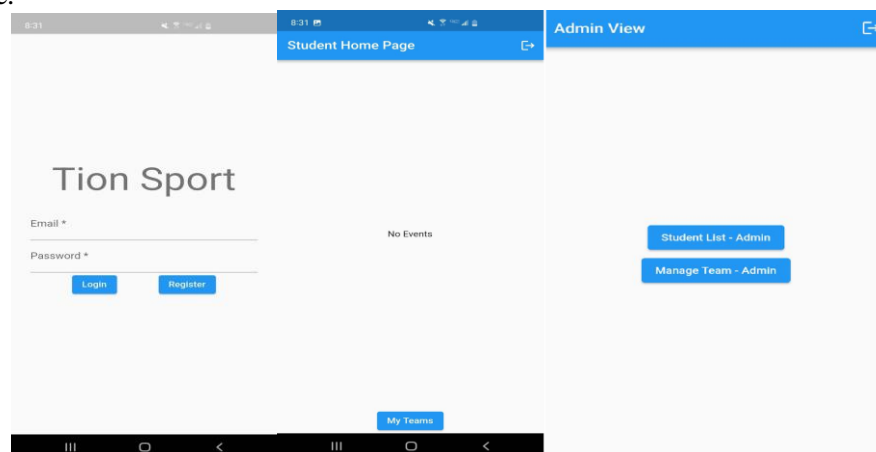 c.
8:31
Tion Sport
Email *
Password *
Login Register
8:31
Student Home Page
No Events
My Teams
Admin View
Student List - Admin
Manage Team - Admin